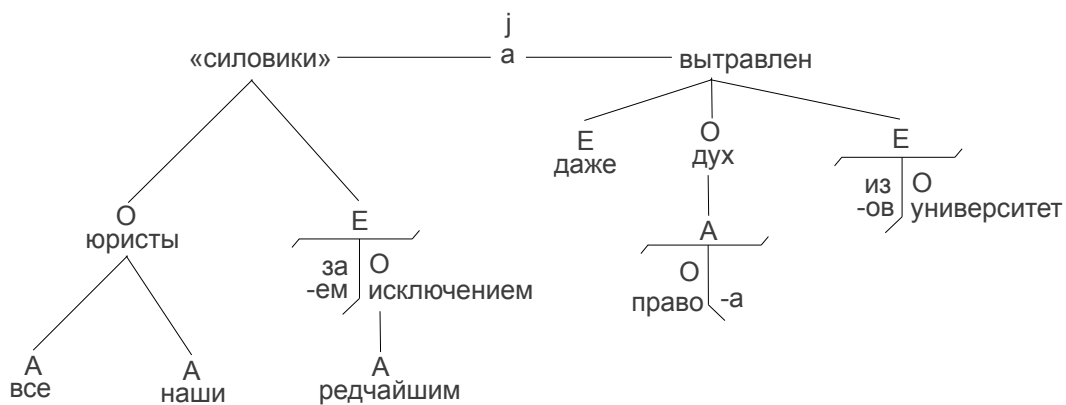 j
«силовики» а вытравлен
Е О Е
даже дух
из О
-ов университет
О Е А
юристы
за О О
-ем исключением право -а
А А А
все наши редчайшим